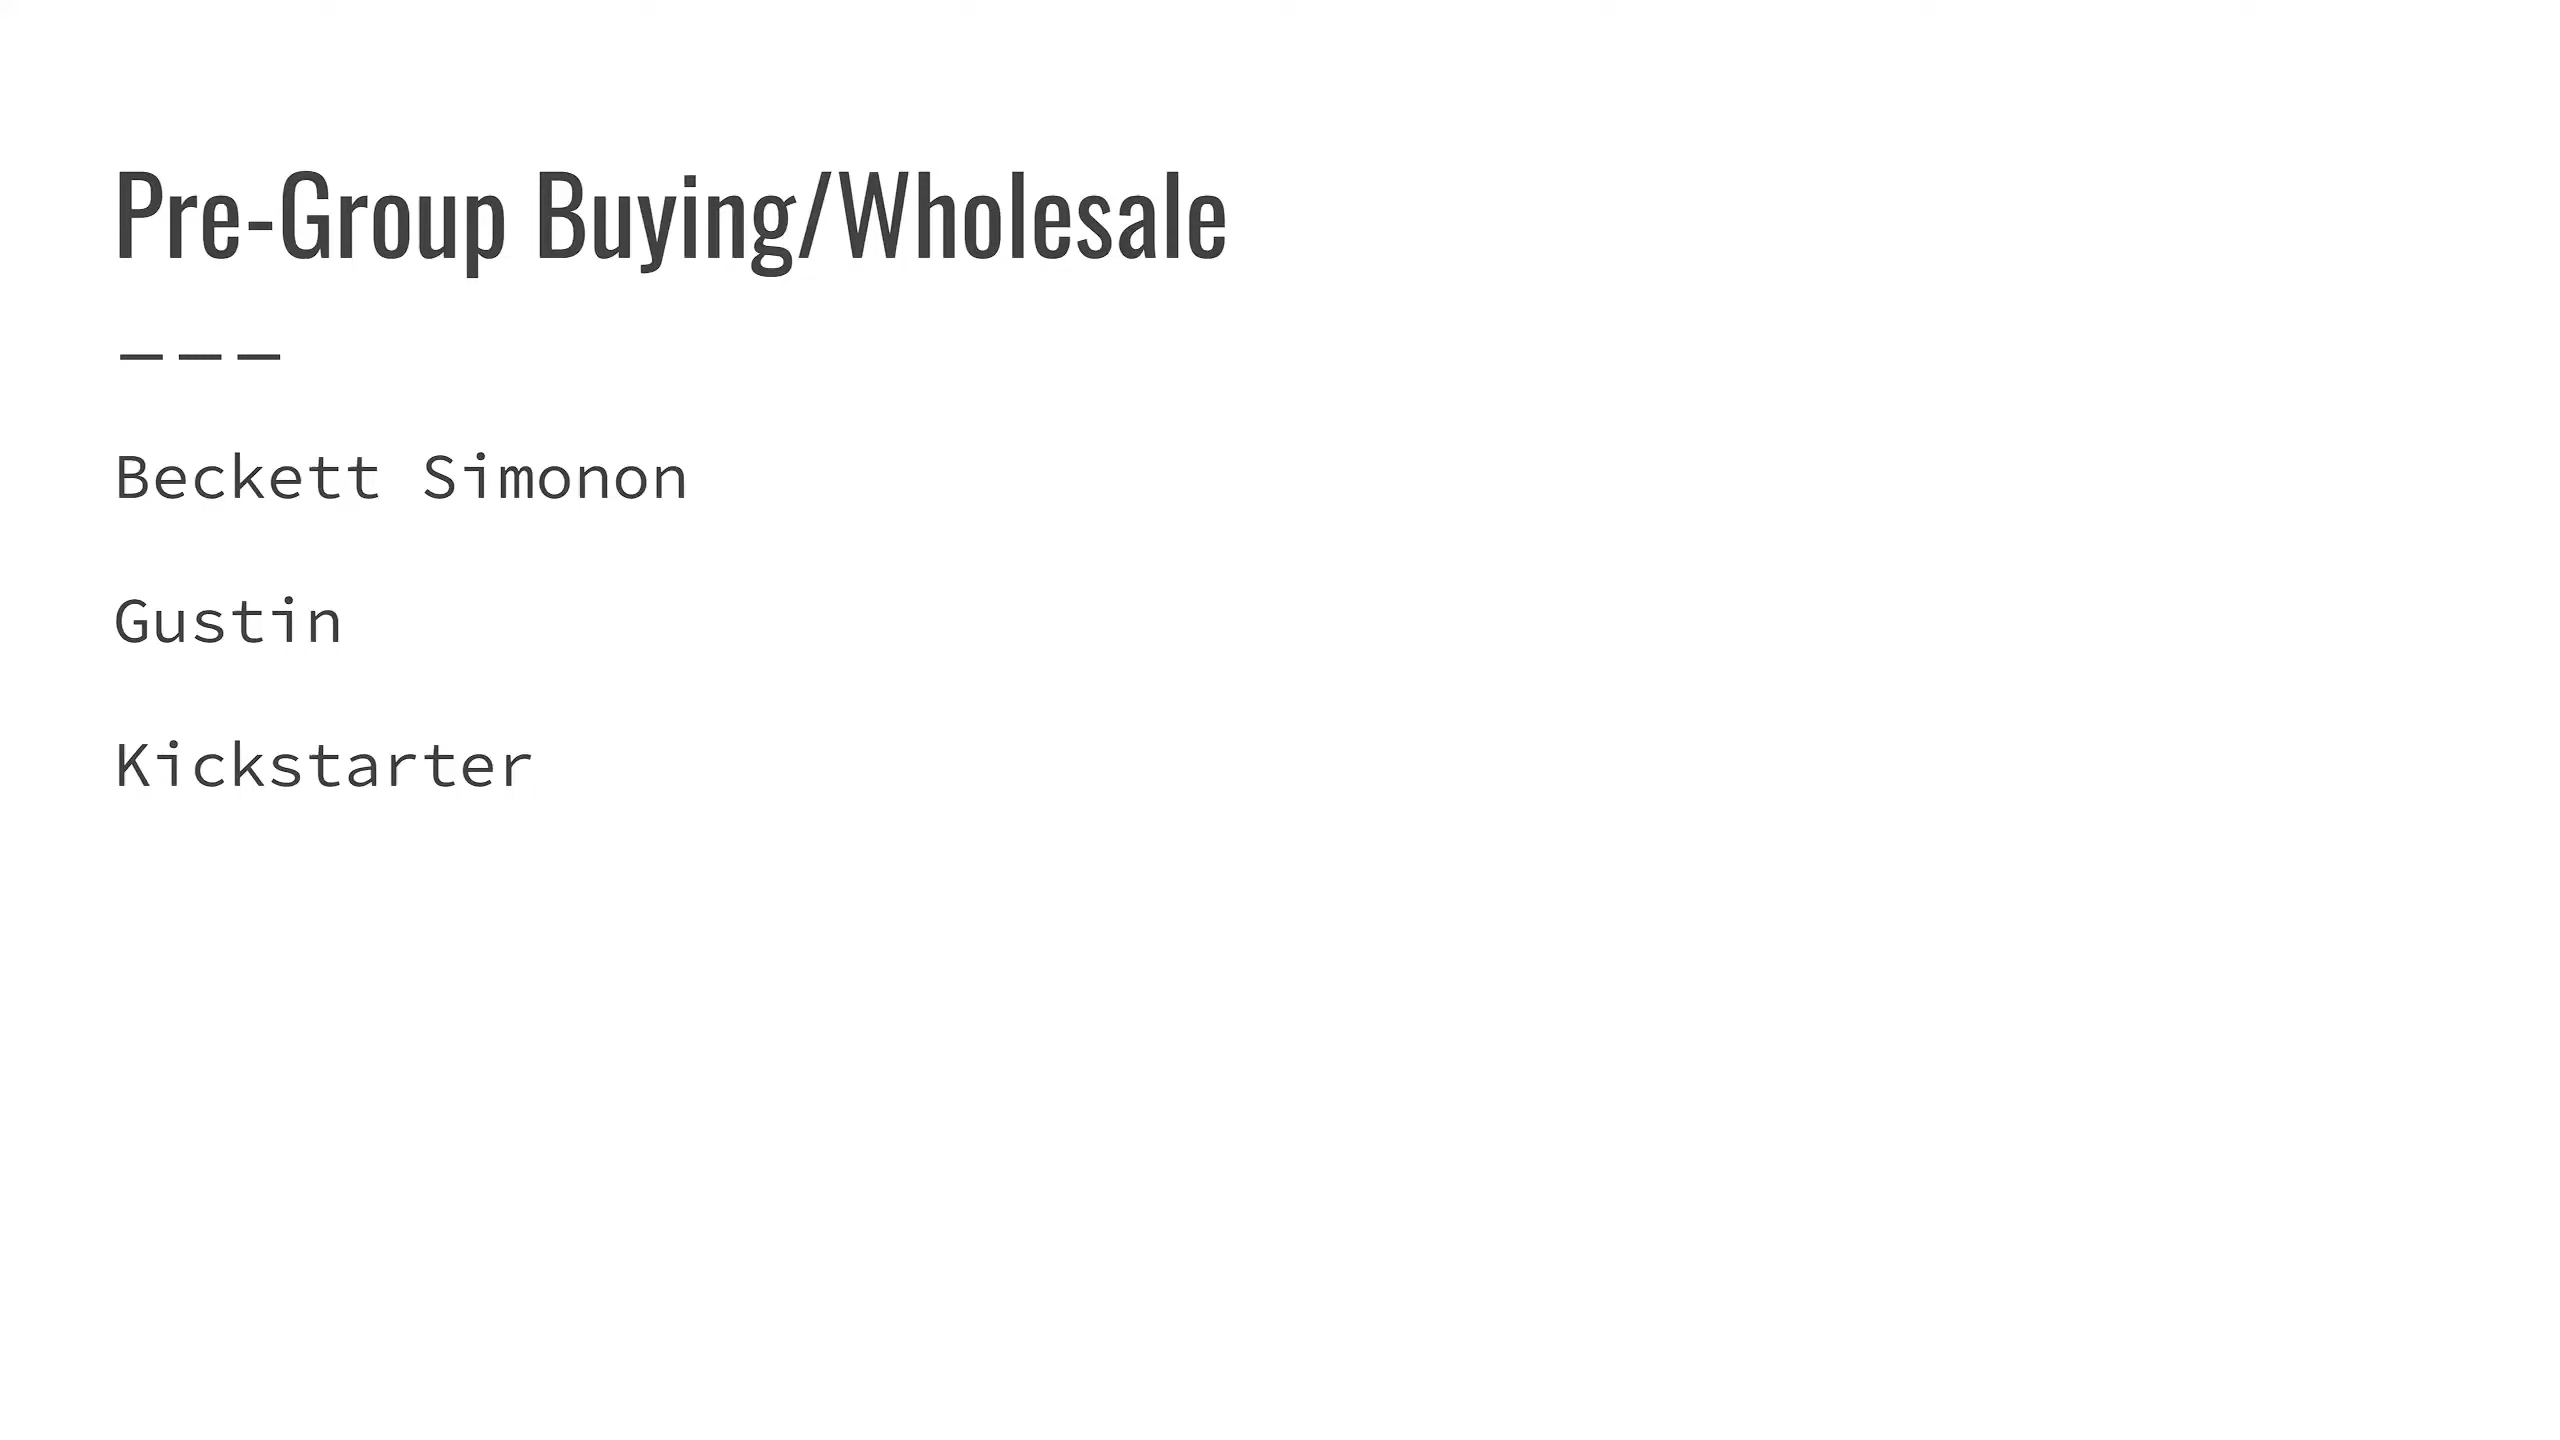 Pre-Group Buying/Wholesale
———
Beckett Simonon
Gustin
Kickstarter